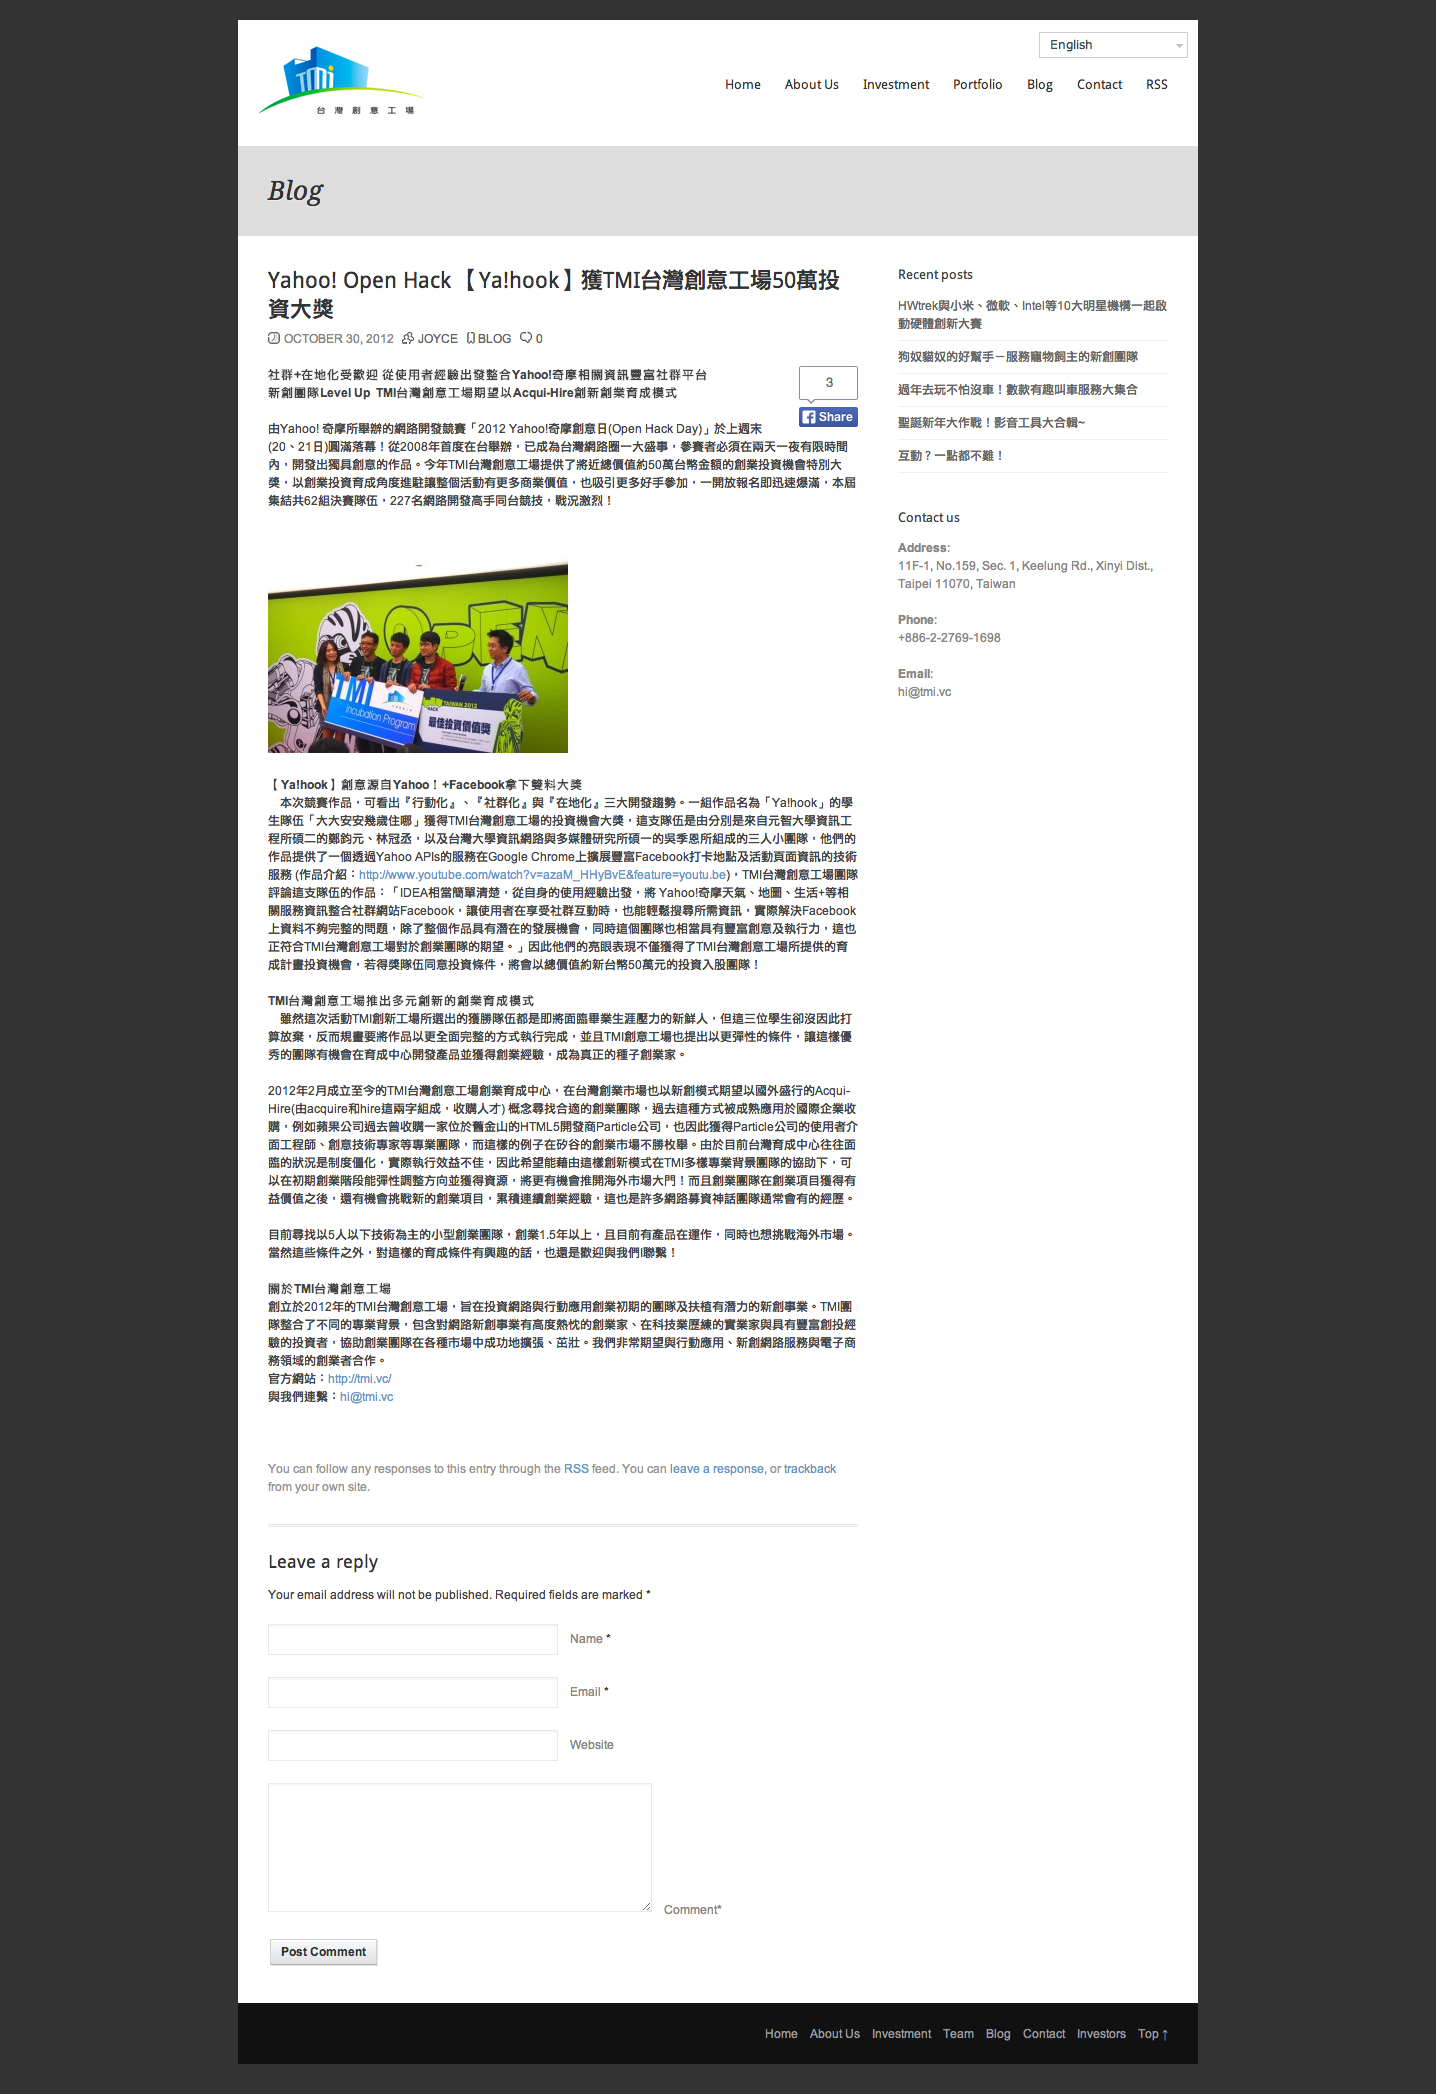 TMi
台灣創意工場
English
Home About Us Investment Portfolio Blog Contact RSS
Blog
Yahoo! Open Hack 【Ya!hook】獲TMI台灣創意工場50萬投
資大獎
OCTOBER 30, 2012 JOYCE BLOG 0
社群+在地化受歡迎 從使用者經驗出發整合Yahoo!奇摩相關資訊豐富社群平台
新創團隊Level Up TMI台灣創意工場期望以Acqui-Hire創新創業育成模式
3
Share
由Yahoo! 奇摩所舉辦的網路開發競賽「2012 Yahoo!奇摩創意日(Open Hack Day)」於上週末
(20、21日)圓滿落幕！從2008年首度在台舉辦，已成為台灣網路圈一大盛事，參賽者必須在兩天一夜有限時間
內，開發出獨具創意的作品。今年TMI台灣創意工場提供了將近總價值約50萬台幣金額的創業投資機會特別大
獎，以創業投資育成角度進駐讓整個活動有更多商業價值，也吸引更多好手參加，一開放報名即迅速爆滿，本屆
集結共62組決賽隊伍，227名網路開發高手同台競技，戰況激烈！
OPEN
TMI
Incubation Program
HACK TAIWAN 2012
最佳投資價值獎
【Ya!hook】創意源自Yahoo！+Facebook拿下雙料大獎
本次競賽作品，可看出『行動化』、『社群化』與『在地化』三大開發趨勢。一組作品名為「Ya!hook」的學
生隊伍「大大安安幾歲住哪」獲得TMI台灣創意工場的投資機會大獎，這支隊伍是由分別是來自元智大學資訊工
程所碩二的鄭鈞元、林冠丞，以及台灣大學資訊網路與多媒體研究所碩一的吳季恩所組成的三人小團隊，他們的
作品提供了一個透過Yahoo APIs的服務在Google Chrome上擴展豐富Facebook打卡地點及活動頁面資訊的技術
服務 (作品介紹：http://www.youtube.com/watch?v=azaM_HHyBvE&feature=youtu.be)，TMI台灣創意工場團隊
評論這支隊伍的作品：「IDEA相當簡單清楚，從自身的使用經驗出發，將 Yahoo!奇摩天氣、地圖、生活+等相
關服務資訊整合社群網站Facebook，讓使用者在享受社群互動時，也能輕鬆搜尋所需資訊，實際解決Facebook
上資料不夠完整的問題，除了整個作品具有潛在的發展機會，同時這個團隊也相當具有豐富創意及執行力，這也
正符合TMI台灣創意工場對於創業團隊的期望。」因此他們的亮眼表現不僅獲得了TMI台灣創意工場所提供的育
成計畫投資機會，若得獎隊伍同意投資條件，將會以總價值約新台幣50萬元的投資入股團隊！
TMI台灣創意工場推出多元創新的創業育成模式
雖然這次活動TMI創新工場所選出的獲勝隊伍都是即將面臨畢業生涯壓力的新鮮人，但這三位學生卻沒因此打
算放棄，反而規畫要將作品以更全面完整的方式執行完成，並且TMI創意工場也提出以更彈性的條件，讓這樣優
秀的團隊有機會在育成中心開發產品並獲得創業經驗，成為真正的種子創業家。
2012年2月成立至今的TMI台灣創意工場創業育成中心，在台灣創業市場也以新創模式期望以國外盛行的Acqui-
Hire(由acquire和hire這兩字組成，收購人才) 概念尋找合適的創業團隊，過去這種方式被成熟應用於國際企業收
購，例如蘋果公司過去曾收購一家位於舊金山的HTML5開發商Particle公司，也因此獲得Particle公司的使用者介
面工程師、創意技術專家等專業團隊，而這樣的例子在矽谷的創業市場不勝枚舉。由於目前台灣育成中心往往面
臨的狀況是制度僵化，實際執行效益不佳，因此希望能藉由這樣創新模式在TMI多樣專業背景團隊的協助下，可
以在初期創業階段能彈性調整方向並獲得資源，將更有機會推開海外市場大門！而且創業團隊在創業項目獲得有
益價值之後，還有機會挑戰新的創業項目，累積連續創業經驗，這也是許多網路募資神話團隊通常會有的經歷。
目前尋找以5人以下技術為主的小型創業團隊，創業1.5年以上，且目前有產品在運作，同時也想挑戰海外市場。
當然這些條件之外，對這樣的育成條件有興趣的話，也還是歡迎與我們聯繫！
關於TMI台灣創意工場
創立於2012年的TMI台灣創意工場，旨在投資網路與行動應用創業初期的團隊及扶植有潛力的新創事業。TMI團
隊整合了不同的專業背景，包含對網路新創事業有高度熱忱的創業家、在科技業歷練的實業家與具有豐富創投經
驗的投資者，協助創業團隊在各種市場中成功地擴張、茁壯。我們非常期望與行動應用、新創網路服務與電子商
務領域的創業者合作。
官方網站：http://tmi.vc/
與我們連繫：hi@tmi.vc
You can follow any responses to this entry through the RSS feed. You can leave a response, or trackback
from your own site.
Leave a reply
Your email address will not be published. Required fields are marked *
Name *
Email *
Website
Comment*
Post Comment
Recent posts
HWtrek與小米、微軟、Intel等10大明星機構一起啟
動硬體創新大賽
狗奴貓奴的好幫手－服務寵物飼主的新創團隊
過年去玩不怕沒車！數款有趣叫車服務大集合
聖誕新年大作戰！影音工具大合輯~
互動？一點都不難！
Contact us
Address:
11F-1, No.159, Sec. 1, Keelung Rd., Xinyi Dist.,
Taipei 11070, Taiwan
Phone:
+886-2-2769-1698
Email:
hi@tmi.vc
Home About Us Investment Team Blog Contact Investors Top ↑